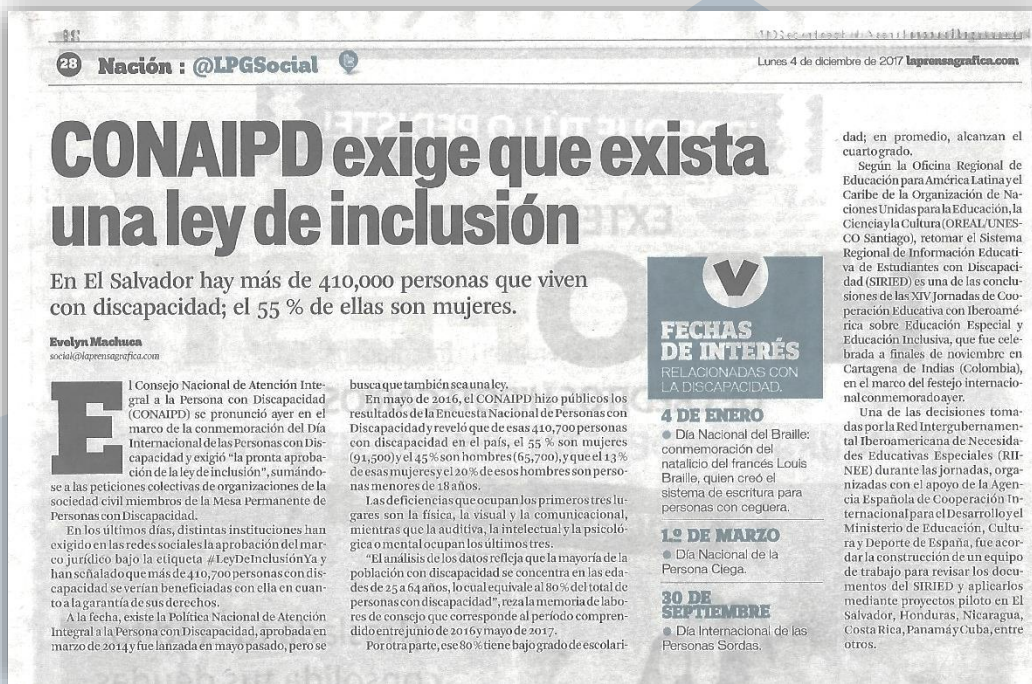 28 Nación : @LPGSocial
Lunes 4 de diciembre de 2017 laprensagrafica.com
CONAIPD exige que exista
una ley de inclusión
En El Salvador hay más de 410,000 personas que viven
con discapacidad; el 55 % de ellas son mujeres.
Evelyn Machuca
social@laprensagrafica.com
El Consejo Nacional de Atención Inte-
gral a la Persona con Discapacidad
(CONAIPD) se pronunció ayer en el
marco de la conmemoración del Día
Internacional de las Personas con Dis-
capacidad y exigió “la pronta aproba-
ción de la ley de inclusión”, sumándo-
se a las peticiones colectivas de organizaciones de la
sociedad civil miembros de la Mesa Permanente de
Personas con Discapacidad.
En los últimos días, distintas instituciones han
exigido en las redes sociales la aprobación del mar-
co jurídico bajo la etiqueta #LeyDeInclusiónYa y
han señalado que más de 410,700 personas con dis-
capacidad se verían beneficiadas con ella en cuan-
to a la garantía de sus derechos.
A la fecha, existe la Política Nacional de Atención
Integral a la Persona con Discapacidad, aprobada en
marzo de 2014 y fue lanzada en mayo pasado, pero se
busca que también sea una ley.
En mayo de 2016, el CONAIPD hizo públicos los
resultados de la Encuesta Nacional de Personas con
Discapacidad y reveló que de esas 410,700 personas
con discapacidad en el país, el 55 % son mujeres
(91,500) y el 45 % son hombres (65,700), y que el 13 %
de esas mujeres y el 20 % de esos hombres son perso-
nas menores de 18 años.
Las deficiencias que ocupan los primeros tres lu-
gares son la física, la visual y la comunicacional,
mientras que la auditiva, la intelectual y la psicoló-
gica o mental ocupan los últimos tres.
“El análisis de los datos refleja que la mayoría de la
población con discapacidad se concentra en las eda-
des de 25 a 64 años, lo cual equivale al 80 % del total de
personas con discapacidad”, reza la memoria de labo-
res de consejo que corresponde al período compren-
dido entre junio de 2016 y mayo de 2017.
Por otra parte, ese 80 % tiene bajo grado de escolari-
dad; en promedio, alcanzan el
cuarto grado.
Según la Oficina Regional de
Educación para América Latina y el
Caribe de la Organización de Na-
ciones Unidas para la Educación, la
Ciencia y la Cultura (OREAL/UNES-
CO Santiago), retomar el Sistema
Regional de Información Educati-
va de Estudiantes con Discapaci-
dad (SIRIED) es una de las conclu-
siones de las XIV Jornadas de Coo-
peración Educativa con Iberoamé-
rica sobre Educación Especial y
Educación Inclusiva, que fue cele-
brada a finales de noviembre en
Cartagena de Indias (Colombia),
en el marco del festejo internacio-
nal conmemorado ayer.
Una de las decisiones toma-
das por la Red Intergubernamen-
tal Iberoamericana de Necesida-
des Educativas Especiales (RII-
NEE) durante las jornadas, orga-
nizadas con el apoyo de la Agen-
cia Española de Cooperación In-
ternacional para el Desarrollo y el
Ministerio de Educación, Cultu-
ra y Deporte de España, fue acor-
dar la construcción de un equipo
de trabajo para revisar los docu-
mentos del SIRIED y aplicarlos
mediante proyectos piloto en El
Salvador, Honduras, Nicaragua,
Costa Rica, Panamá y Cuba, entre
otros.
FECHAS
DE INTERÉS
RELACIONADAS CON
LA DISCAPACIDAD.
4 DE ENERO
● Día Nacional del Braille:
conmemoración del
natalicio del francés Louis
Braille, quien creó el
sistema de escritura para
personas con ceguera.
1.º DE MARZO
● Día Nacional de la
Persona Ciega.
30 DE
SEPTIEMBRE
● Día Internacional de las
Personas Sordas.